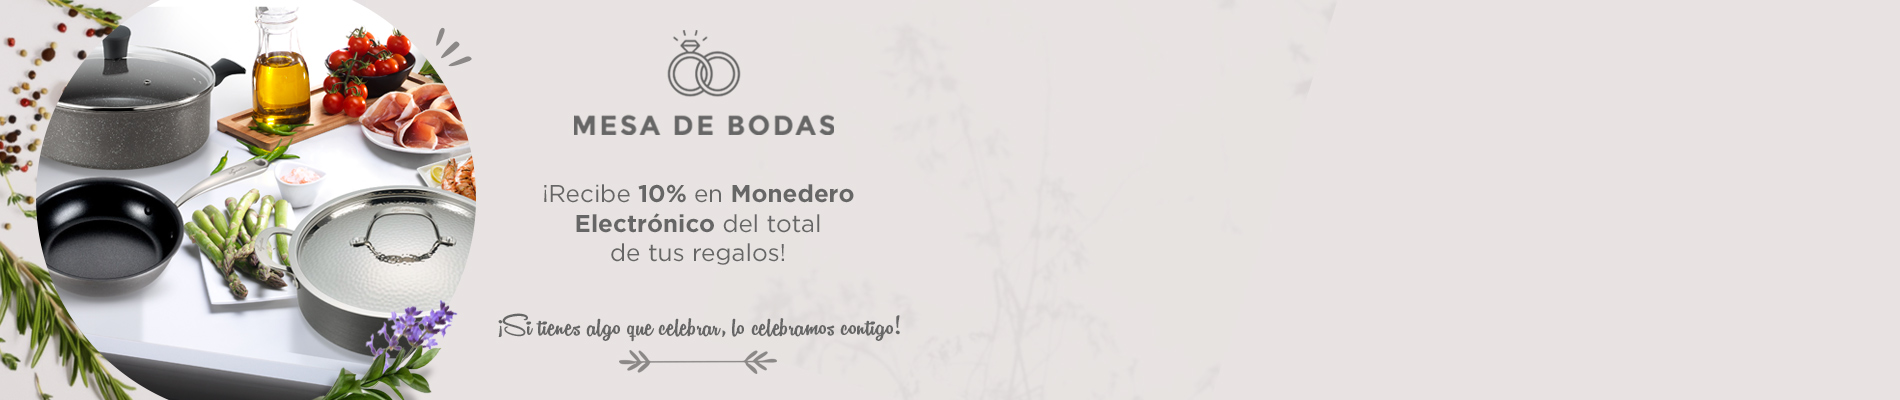 MESA DE BODAS
¡Recibe 10% en Monedero
Electrónico del total
de tus regalos!
¡Si tienes algo que celebrar, lo celebramos contigo!